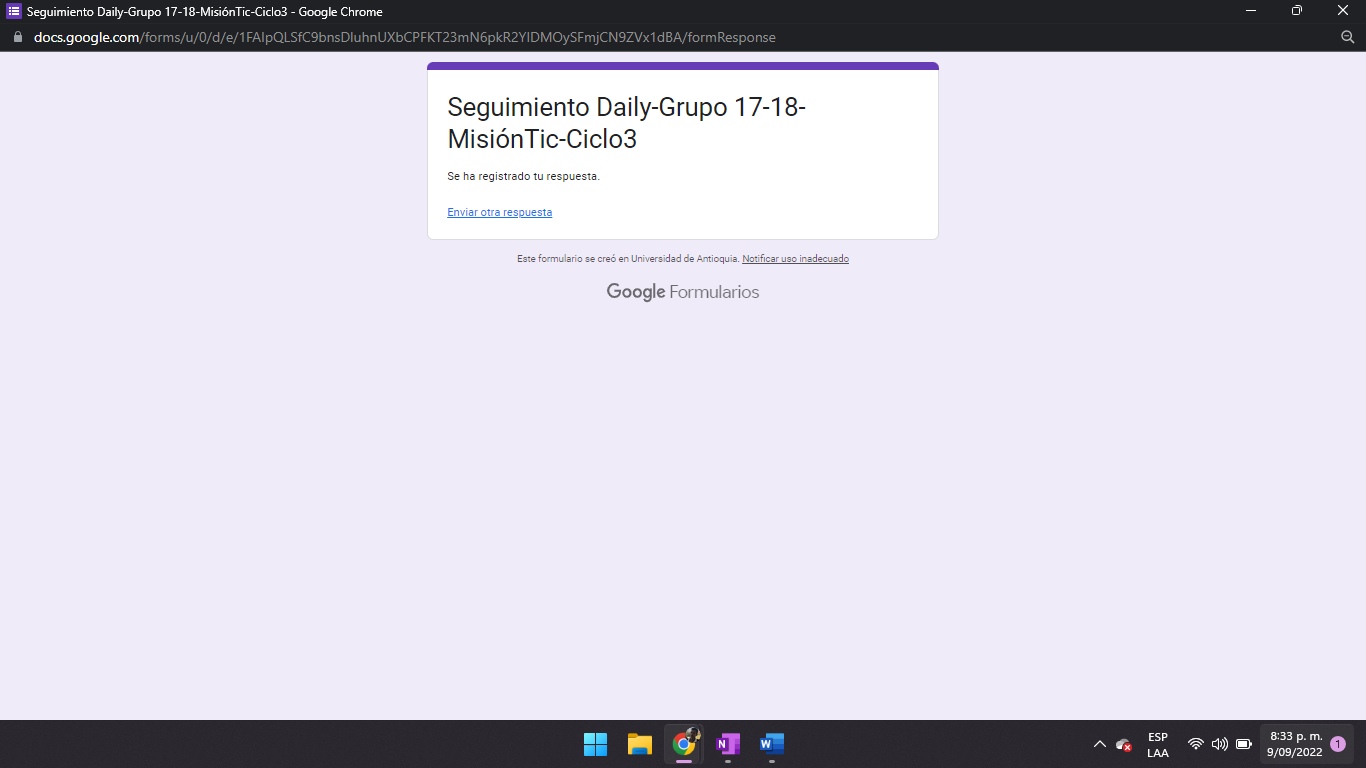 Seguimiento Daily-Grupo 17-18-MisiónTic-Ciclo3 - Google Chrome
docs.google.com/forms/u/0/d/e/1FAIpQLSfC9bnsDluhnUXbCPFKT23mN6pkR2YIDMOySFmjCN9ZVx1dBA/formResponse
Seguimiento Daily-Grupo 17-18-
MisiónTic-Ciclo3
Se ha registrado tu respuesta.
Enviar otra respuesta
Este formulario se creó en Universidad de Antioquia. Notificar uso inadecuado
Google Formularios
N
W
ESP
LAA
8:33 p. m.
9/09/2022
1